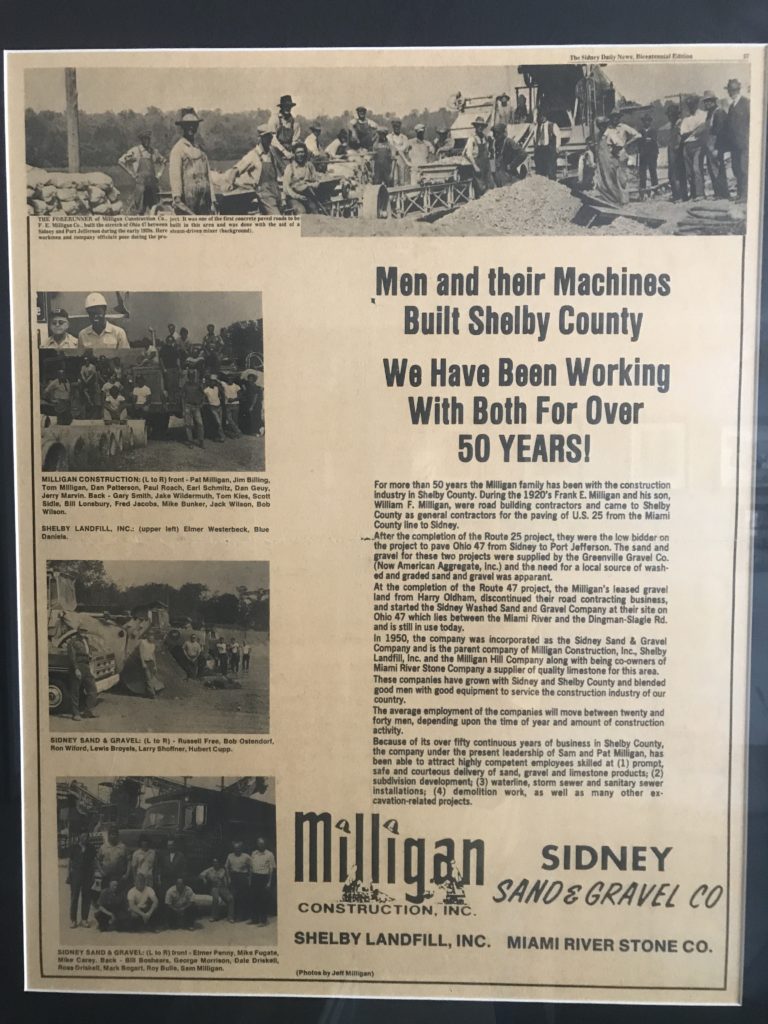 The Sidney Daily News, Bicentennial Edition 57
THE FORERUNNER of Milligan Construction Co., ject. It was one of the first concrete paved roads to be
F. E. Milligan Co., built the stretch of Ohio 47 between built in this area and was done with the aid of a
Sidney and Port Jefferson during the early 1920s. Here steam-driven mixer (background).
workmen and company officials pose during the pro-
Men and their Machines
Built Shelby County
We Have Been Working
With Both For Over
50 YEARS!
MILLIGAN CONSTRUCTION: (L to R) front - Pat Milligan, Jim Billing,
Tom Milligan, Dan Patterson, Paul Roach, Earl Schmitz, Dan Geuy,
Jerry Marvin. Back - Gary Smith, Jake Wildermuth, Tom Kies, Scott
Sidle, Bill Lonsbury, Fred Jacobs, Mike Bunker, Jack Wilson, Bob
Wilson.
SHELBY LANDFILL, INC.: (upper left) Elmer Westerbeck, Blue
Daniels.
SIDNEY SAND & GRAVEL: (L to R) - Russell Free, Bob Ostendorf,
Ron Wiford, Lewis Broyels, Larry Shoffner, Hubert Cupp.
SIDNEY SAND & GRAVEL: (L to R) front - Elmer Penny, Mike Fugate,
Mike Carey. Back - Bill Boshears, George Morrison, Dale Driskell,
Ross Driskell, Mark Bogart, Roy Bulle, Sam Milligan.
For more than 50 years the Milligan family has been with the construction
industry in Shelby County. During the 1920's Frank E. Milligan and his son,
William F. Milligan, were road building contractors and came to Shelby
County as general contractors for the paving of U.S. 25 from the Miami
County line to Sidney.
After the completion of the Route 25 project, they were the low bidder on
the project to pave Ohio 47 from Sidney to Port Jefferson. The sand and
gravel for these two projects were supplied by the Greenville Gravel Co.
(Now American Aggregate, Inc.) and the need for a local source of wash-
ed and graded sand and gravel was apparant.
At the completion of the Route 47 project, the Milligan's leased gravel
land from Harry Oldham, discontinued their road contracting business,
and started the Sidney Washed Sand and Gravel Company at their site on
Ohio 47 which lies between the Miami River and the Dingman-Slagle Rd.
and is still in use today.
In 1950, the company was incorporated as the Sidney Sand & Gravel
Company and is the parent company of Milligan Construction, Inc., Shelby
Landfill, Inc. and the Milligan Hill Company along with being co-owners of
Miami River Stone Company a supplier of quality limestone for this area.
These companies have grown with Sidney and Shelby County and blended
good men with good equipment to service the construction industry of our
country.
The average employment of the companies will move between twenty and
forty men, depending upon the time of year and amount of construction
activity.
Because of its over fifty continuous years of business in Shelby County,
the company under the present leadership of Sam and Pat Milligan, has
been able to attract highly competent employees skilled at (1) prompt,
safe and courteous delivery of sand, gravel and limestone products; (2)
subdivision development; (3) waterline, storm sewer and sanitary sewer
installations; (4) demolition work, as well as many other ex-
cavation-related projects.
Milligan
CONSTRUCTION, INC.
SIDNEY
SAND & GRAVEL CO
SHELBY LANDFILL, INC. MIAMI RIVER STONE CO.
(Photos by Jeff Milligan)